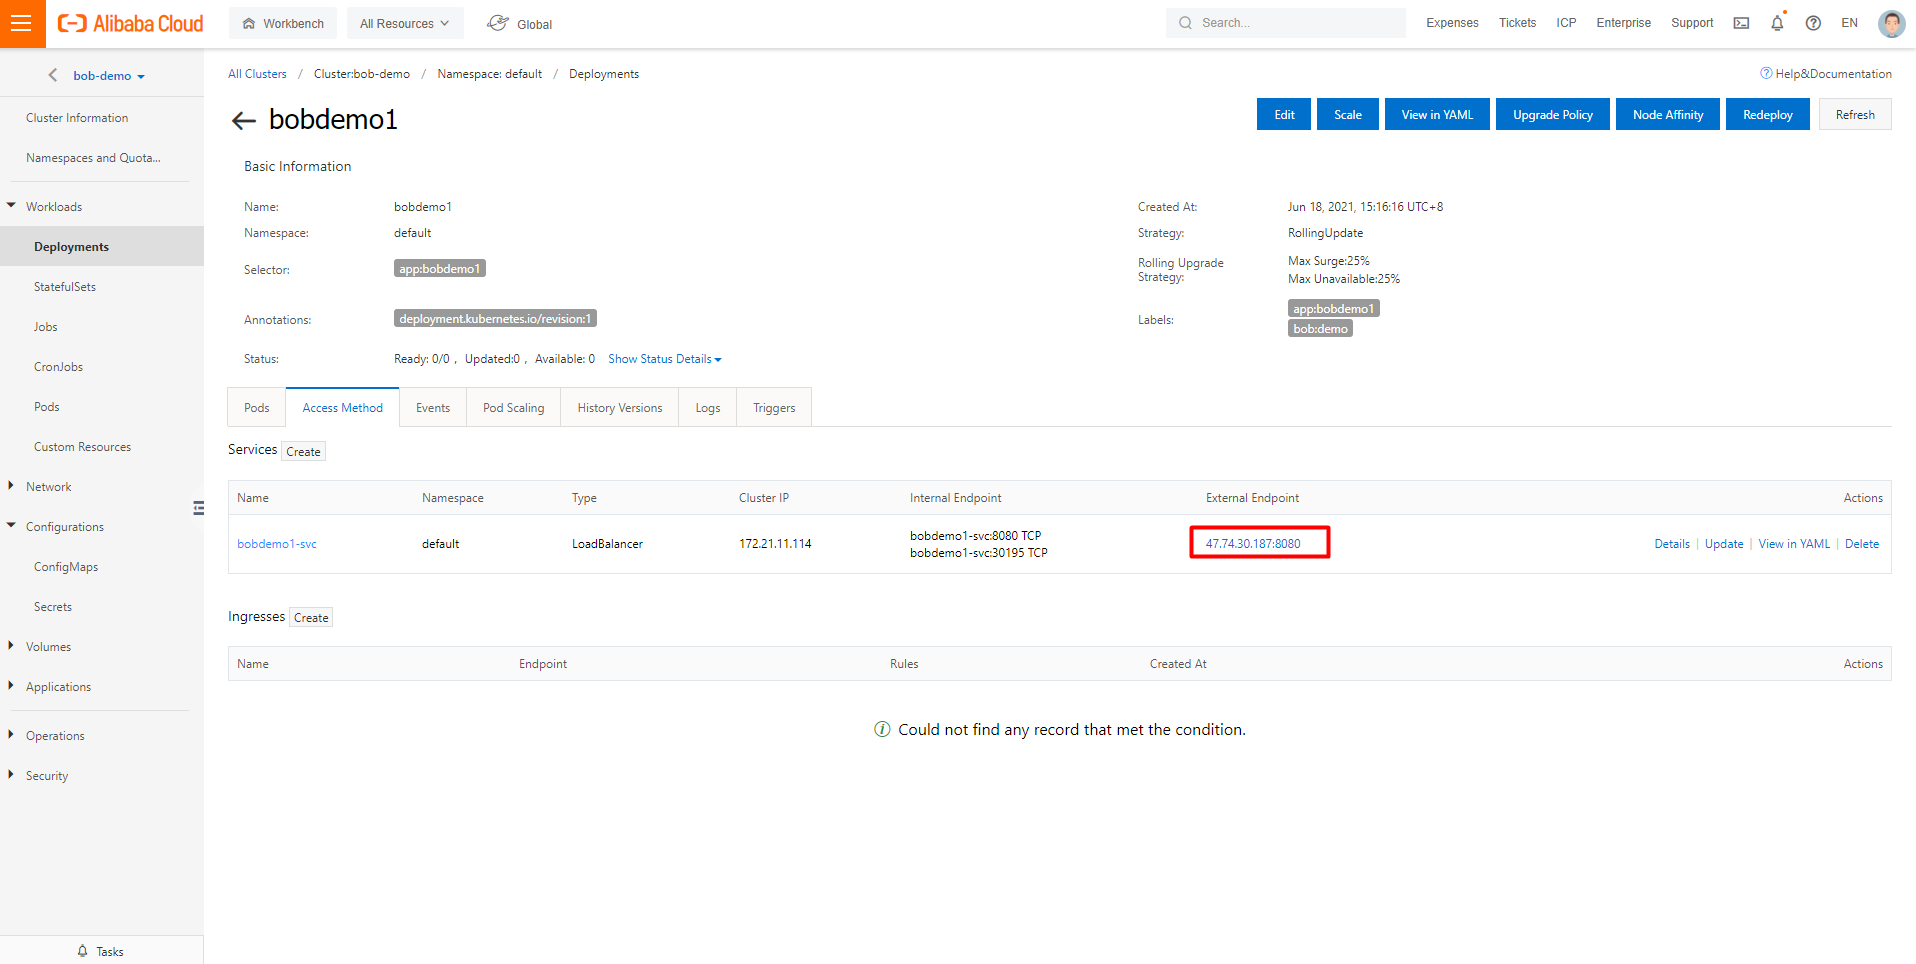 Alibaba Cloud
Workbench
All Resources
Global
Search...
Expenses
Tickets
ICP
Enterprise
Support
EN
bob-demo
Cluster Information
Namespaces and Quota...
Workloads
Deployments
StatefulSets
Jobs
CronJobs
Pods
Custom Resources
Network
Configurations
ConfigMaps
Secrets
Volumes
Applications
Operations
Security
Tasks
All Clusters / Cluster:bob-demo / Namespace: default / Deployments
Help&Documentation
bobdemo1
Edit
Scale
View in YAML
Upgrade Policy
Node Affinity
Redeploy
Refresh
Basic Information
Name: bobdemo1
Created At: Jun 18, 2021, 15:16:16 UTC+8
Namespace: default
Strategy: RollingUpdate
Selector: app:bobdemo1
Rolling Upgrade Strategy:
Max Surge:25%
Max Unavailable:25%
Annotations: deployment.kubernetes.io/revision:1
Labels:
app:bobdemo1
bob:demo
Status: Ready: 0/0 , Updated:0 , Available: 0 Show Status Details
Pods
Access Method
Events
Pod Scaling
History Versions
Logs
Triggers
Services Create
Name Namespace Type Cluster IP Internal Endpoint External Endpoint Actions
bobdemo1-svc default LoadBalancer 172.21.11.114
bobdemo1-svc:8080 TCP
bobdemo1-svc:30195 TCP
47.74.30.187:8080
Details | Update | View in YAML | Delete
Ingresses Create
Name Endpoint Rules Created At Actions
Could not find any record that met the condition.